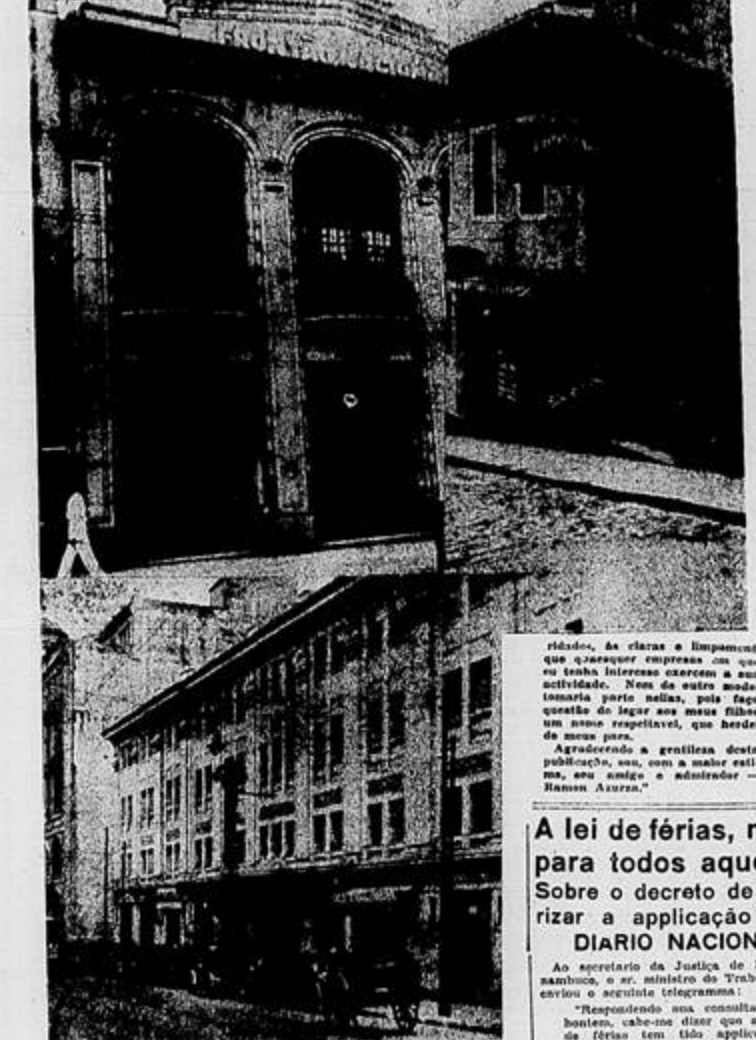 FRONTÃO NACION
ridades, ás claras e limpament
que quaesquer empresas em que
eu tenha interesse exercem a sua
actividade. Nem de outro modo
tomaria parte nellas, pois faço
questão de legar aos meus filhos
um nome respeitavel, que herdei
de meus paes.
Agradecendo a gentileza desta
publicação, sou, com a maior esti-
ma, seu amigo e admirador —
Ramon Azurza."
A lei de férias,
para todos aque
Sobre o decreto de
rizar a applicação
DIARIO NACION
Ao secretario da Justiça de
nambuco, o sr. ministro do Trab
enviou o seguinte telegramma:
"Respondendo sua consulta
hontem, cabe-me dizer que a
de férias tem tido applic